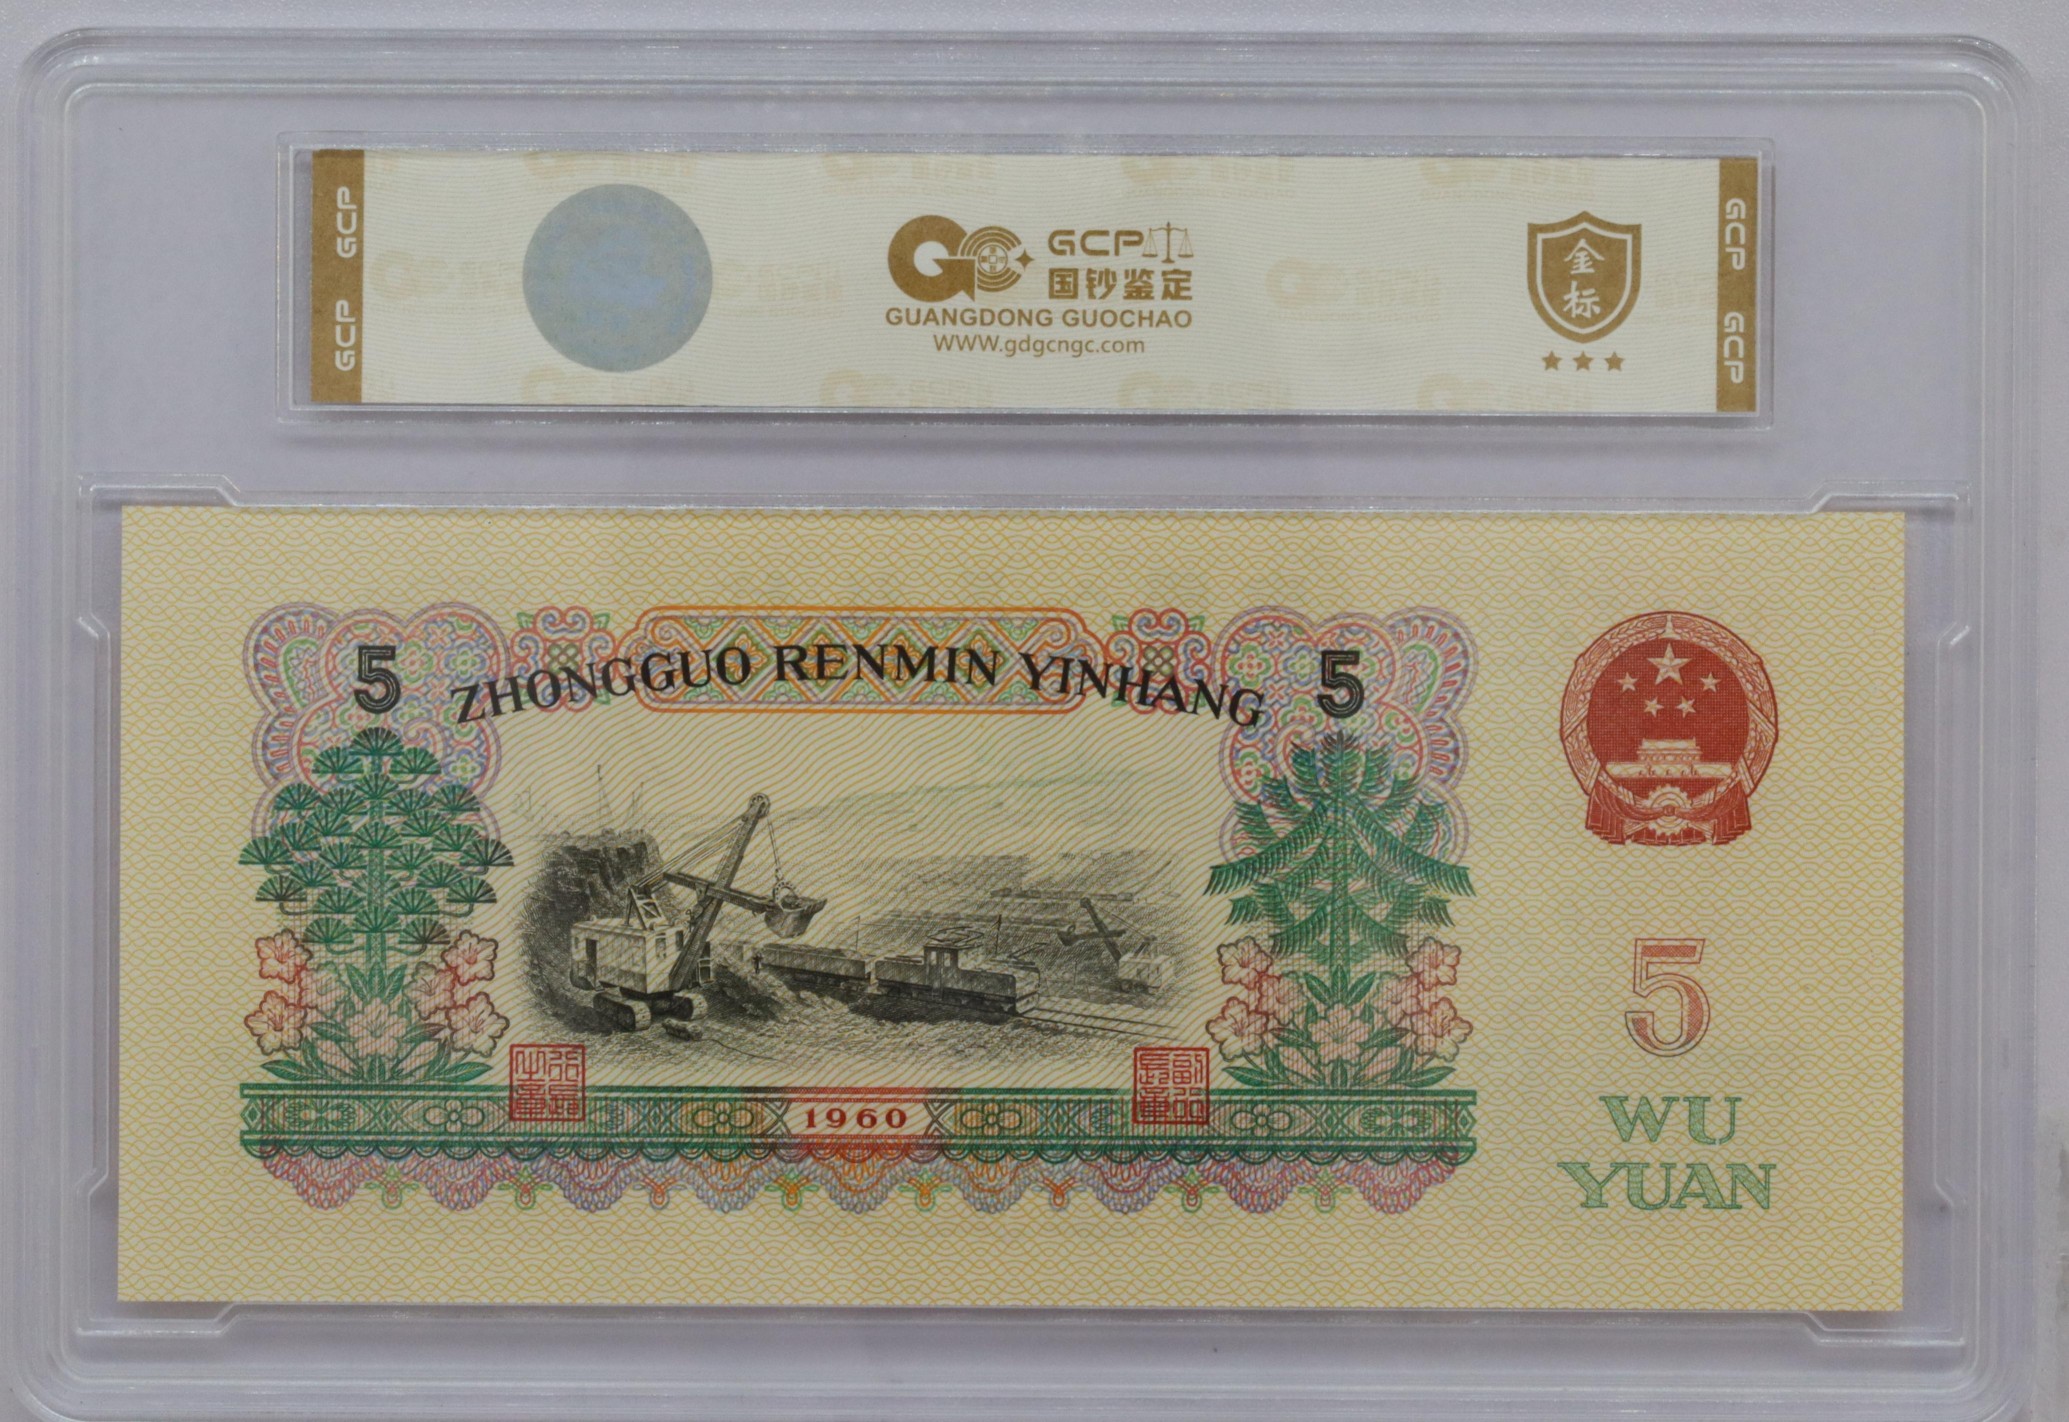 GCP GCP
GCP
国钞鉴定
GUANGDONG GUOCHAO
WWW.gdgcngc.com
金
标
GCP GCP
5 ZHONGGUO RENMIN YINHANG 5
5
1960
WU
YUAN